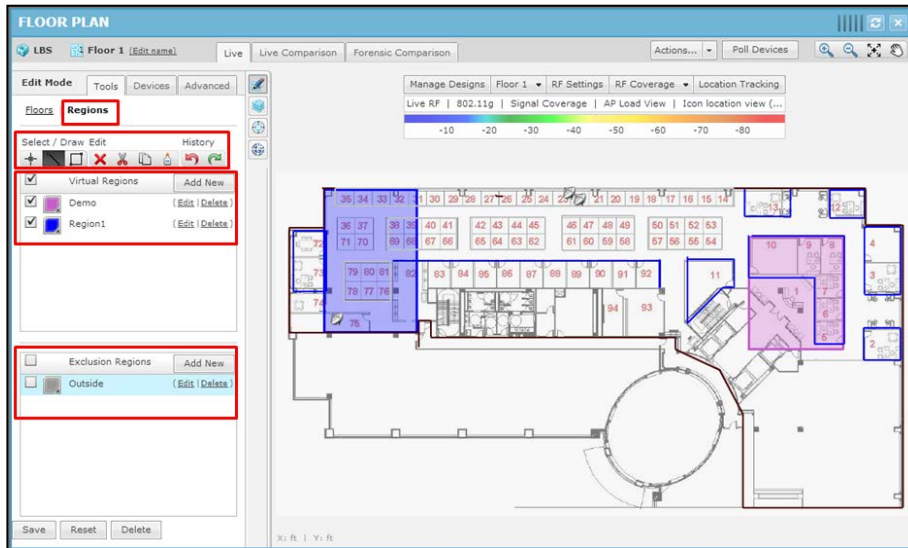 FLOOR PLAN
LBS Floor 1 (Edit name) Live Live Comparison Forensic Comparison Actions... Poll Devices
Edit Mode Tools Devices Advanced
Floors Regions
Select / Draw Edit History
Virtual Regions Add New
Demo (Edit | Delete)
Region1 (Edit | Delete)
Exclusion Regions Add New
Outside (Edit | Delete)
Save Reset Delete
Manage Designs Floor 1 RF Settings RF Coverage Location Tracking
Live RF | 802.11g | Signal Coverage | AP Load View | Icon location view (...
-10 -20 -30 -40 -50 -60 -70 -80
35 34 33 32 31 30 29 28 27 26 25 24 23 22 21 20 19 18 17 16 15 14 13 12
36 37 38 39 40 41 42 43 44 45 46 47 48 49 50 51 52 53
71 70 69 68 67 66 65 64 63 62 61 60 59 58 57 56 55 54
72 10 9 8 4
73 79 80 81 82 83 84 85 86 87 88 89 90 91 92 11 3
78 77 76 1
74 75 94 93 6
5 2
X: ft | Y: ft